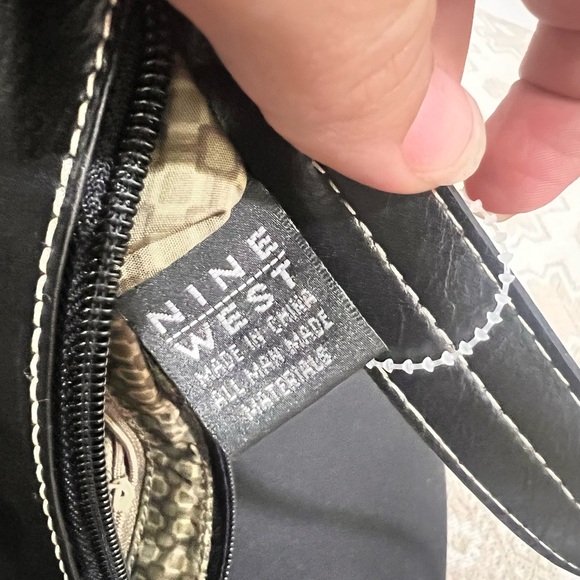 NINE
WEST
MADE IN CHINA
ALL MAN MADE
MATERIALS